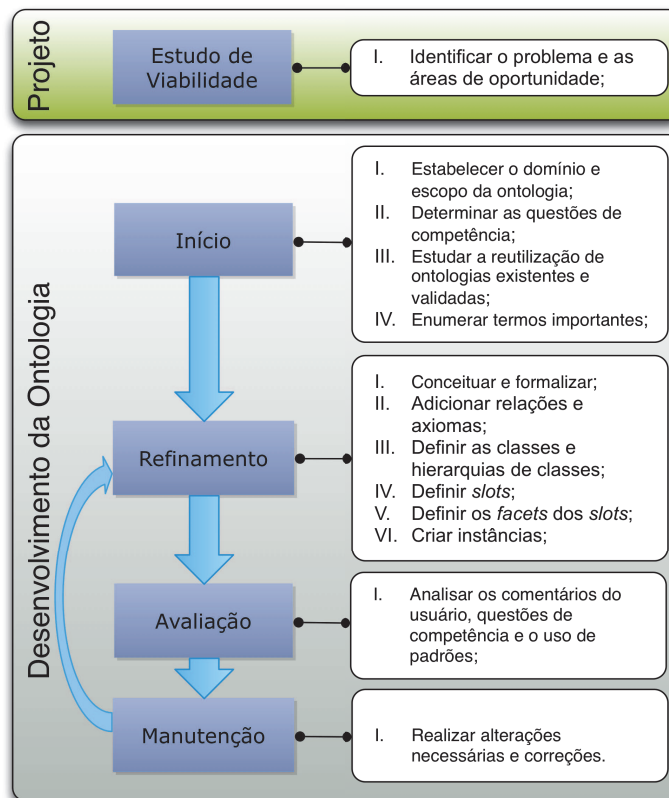 Projeto
Estudo de
Viabilidade
I. Identificar o problema e as
áreas de oportunidade;
Desenvolvimento da Ontologia
Início
I. Estabelecer o domínio e
escopo da ontologia;
II. Determinar as questões de
competência;
III. Estudar a reutilização de
ontologias existentes e
validadas;
IV. Enumerar termos importantes;
Refinamento
I. Conceituar e formalizar;
II. Adicionar relações e
axiomas;
III. Definir as classes e
hierarquias de classes;
IV. Definir slots;
V. Definir os facets dos slots;
VI. Criar instâncias;
Avaliação
I. Analisar os comentários do
usuário, questões de
competência e o uso de
padrões;
Manutenção
I. Realizar alterações
necessárias e correções.